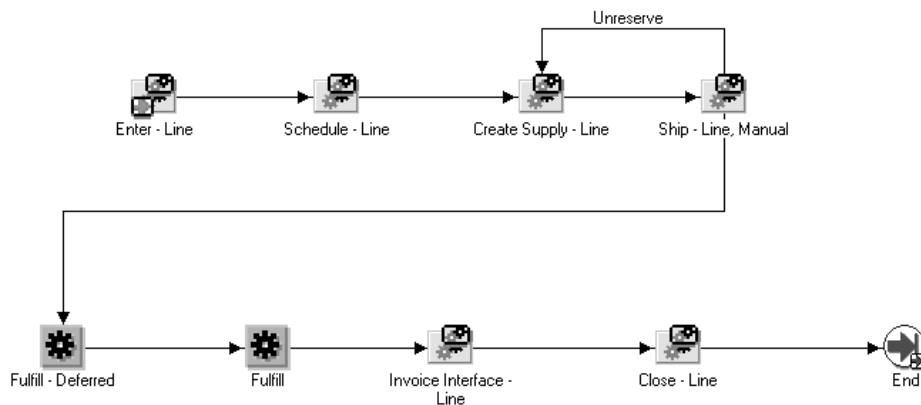 Unreserve
Enter - Line
Schedule - Line
Create Supply - Line
Ship - Line, Manual
Fulfill - Deferred
Fulfill
Invoice Interface -
Line
Close - Line
End